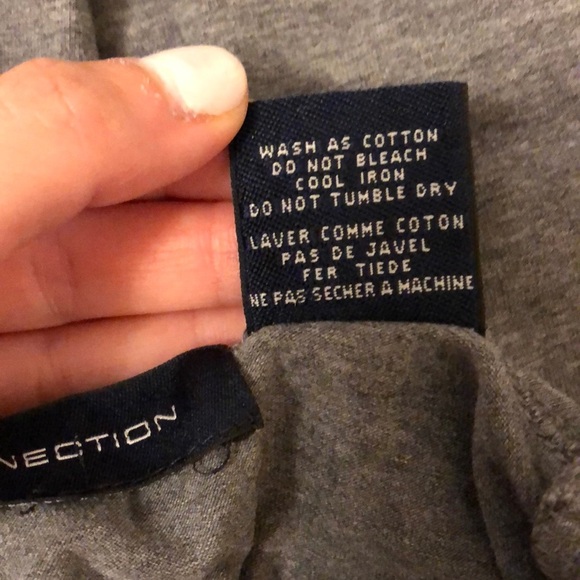 WASH AS COTTON
DO NOT BLEACH
COOL IRON
DO NOT TUMBLE DRY
LAVER COMME COTON
PAS DE JAVEL
FER TIEDE
NE PAS SECHER A MACHINE
NECTION